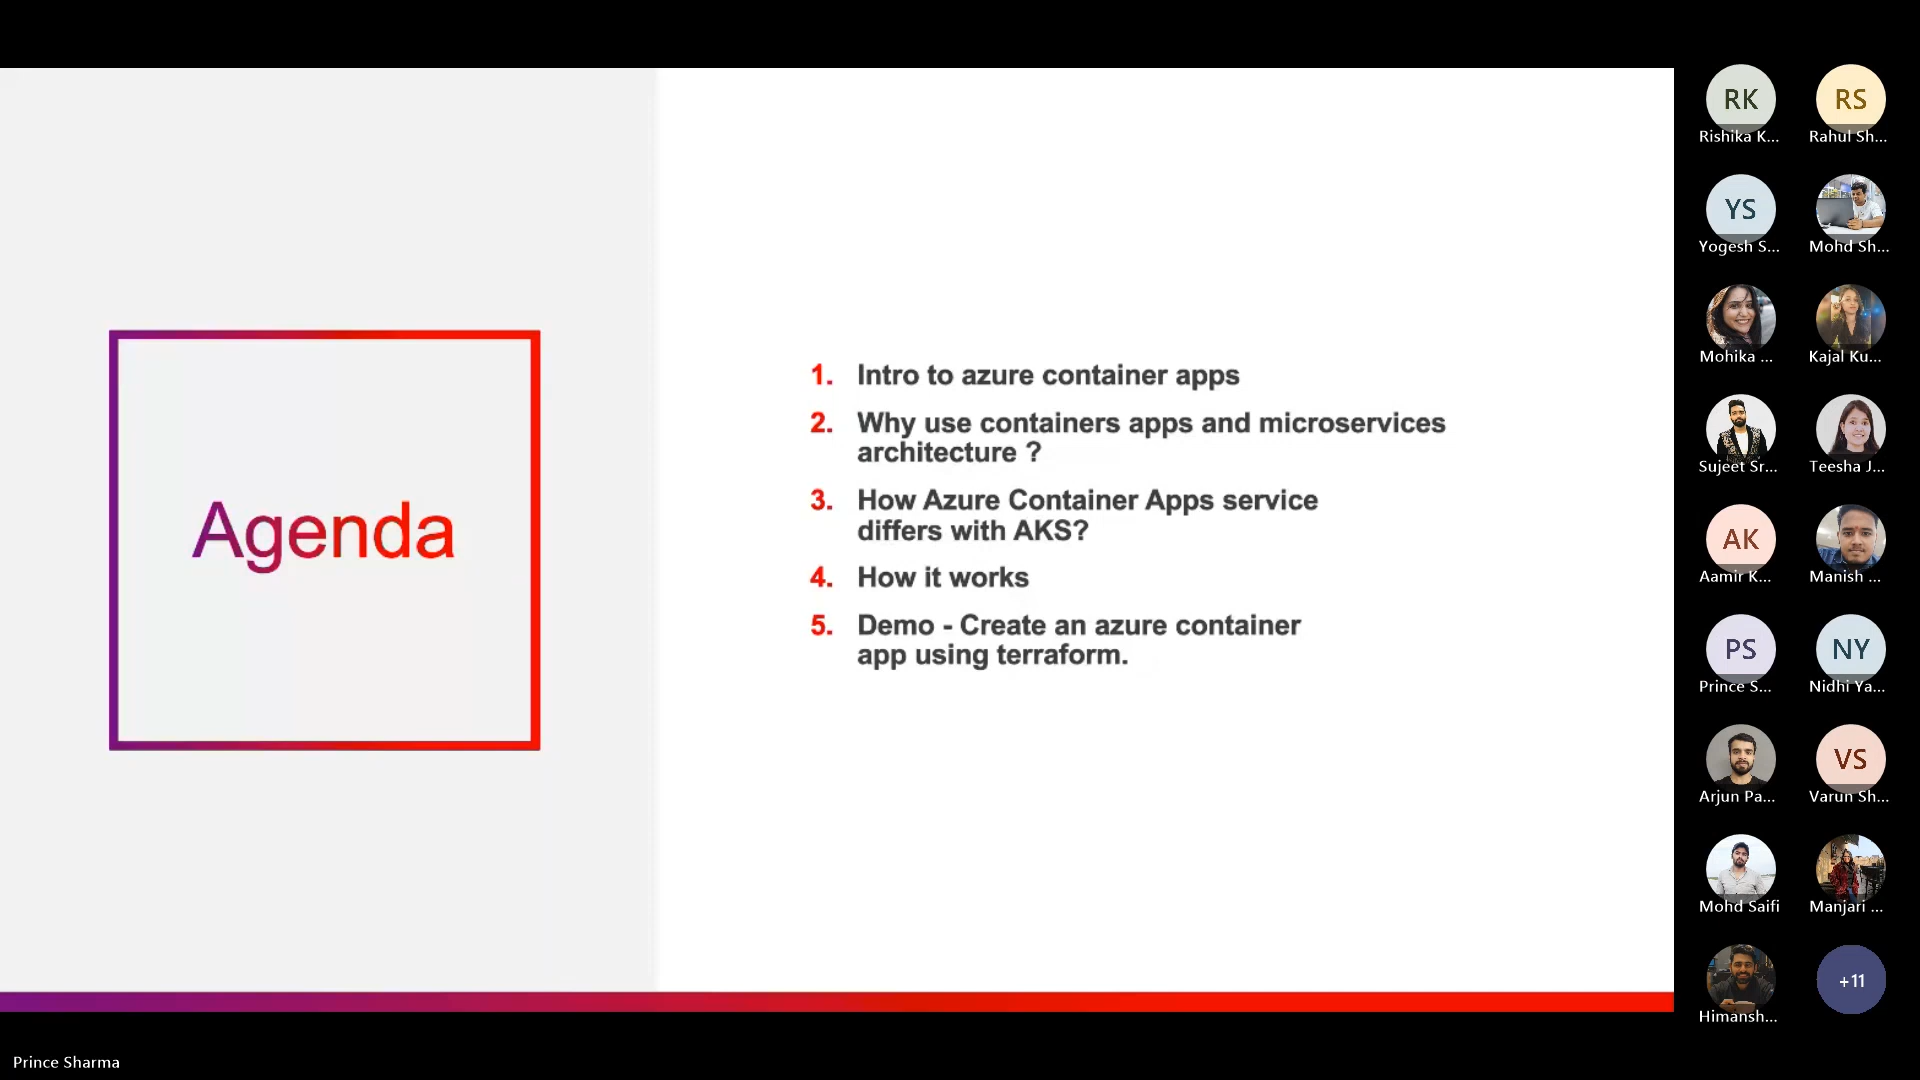 Agenda
1. Intro to azure container apps
2. Why use containers apps and microservices
architecture ?
3. How Azure Container Apps service
differs with AKS?
4. How it works
5. Demo - Create an azure container
app using terraform.
RK
Rishika K...
RS
Rahul Sh...
YS
Yogesh S...
Mohd Sh...
Mohika ...
Kajal Ku...
Sujeet Sr...
Teesha J...
AK
Aamir K...
Manish ...
PS
Prince S...
NY
Nidhi Ya...
Arjun Pa...
VS
Varun Sh...
Mohd Saifi
Manjari ...
Himansh...
+11
Prince Sharma